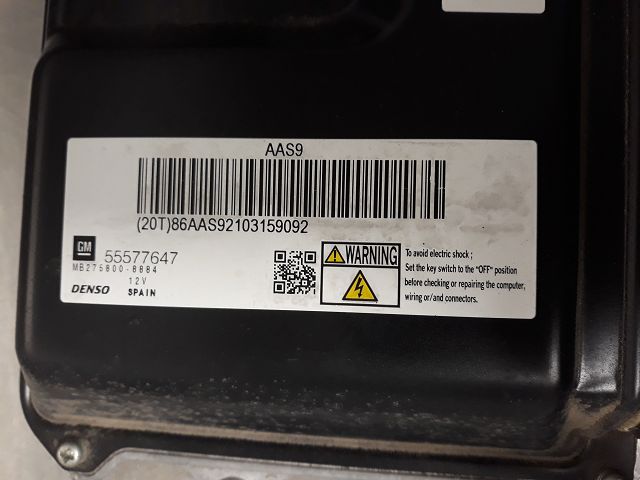 AAS9
(20T)86AAS92103159092
GM 55577647
MB275800-8884
12V
DENSO SPAIN
WARNING
To avoid electric shock ;
Set the key switch to the "OFF" position
before checking or repairing the computer,
wiring or/and connectors.